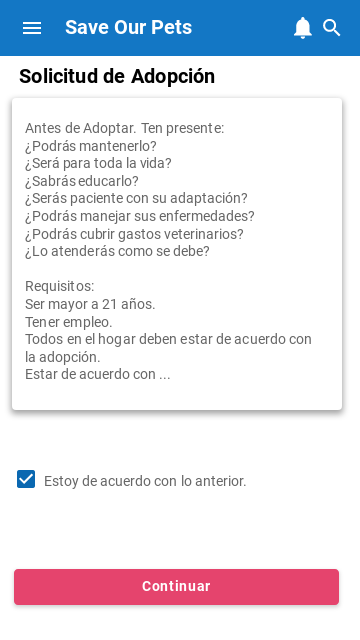 Save Our Pets
Solicitud de Adopción
Antes de Adoptar. Ten presente:
¿Podrás mantenerlo?
¿Será para toda la vida?
¿Sabrás educarlo?
¿Serás paciente con su adaptación?
¿Podrás manejar sus enfermedades?
¿Podrás cubrir gastos veterinarios?
¿Lo atenderás como se debe?
Requisitos:
Ser mayor a 21 años.
Tener empleo.
Todos en el hogar deben estar de acuerdo con
la adopción.
Estar de acuerdo con ...
Estoy de acuerdo con lo anterior.
Continuar